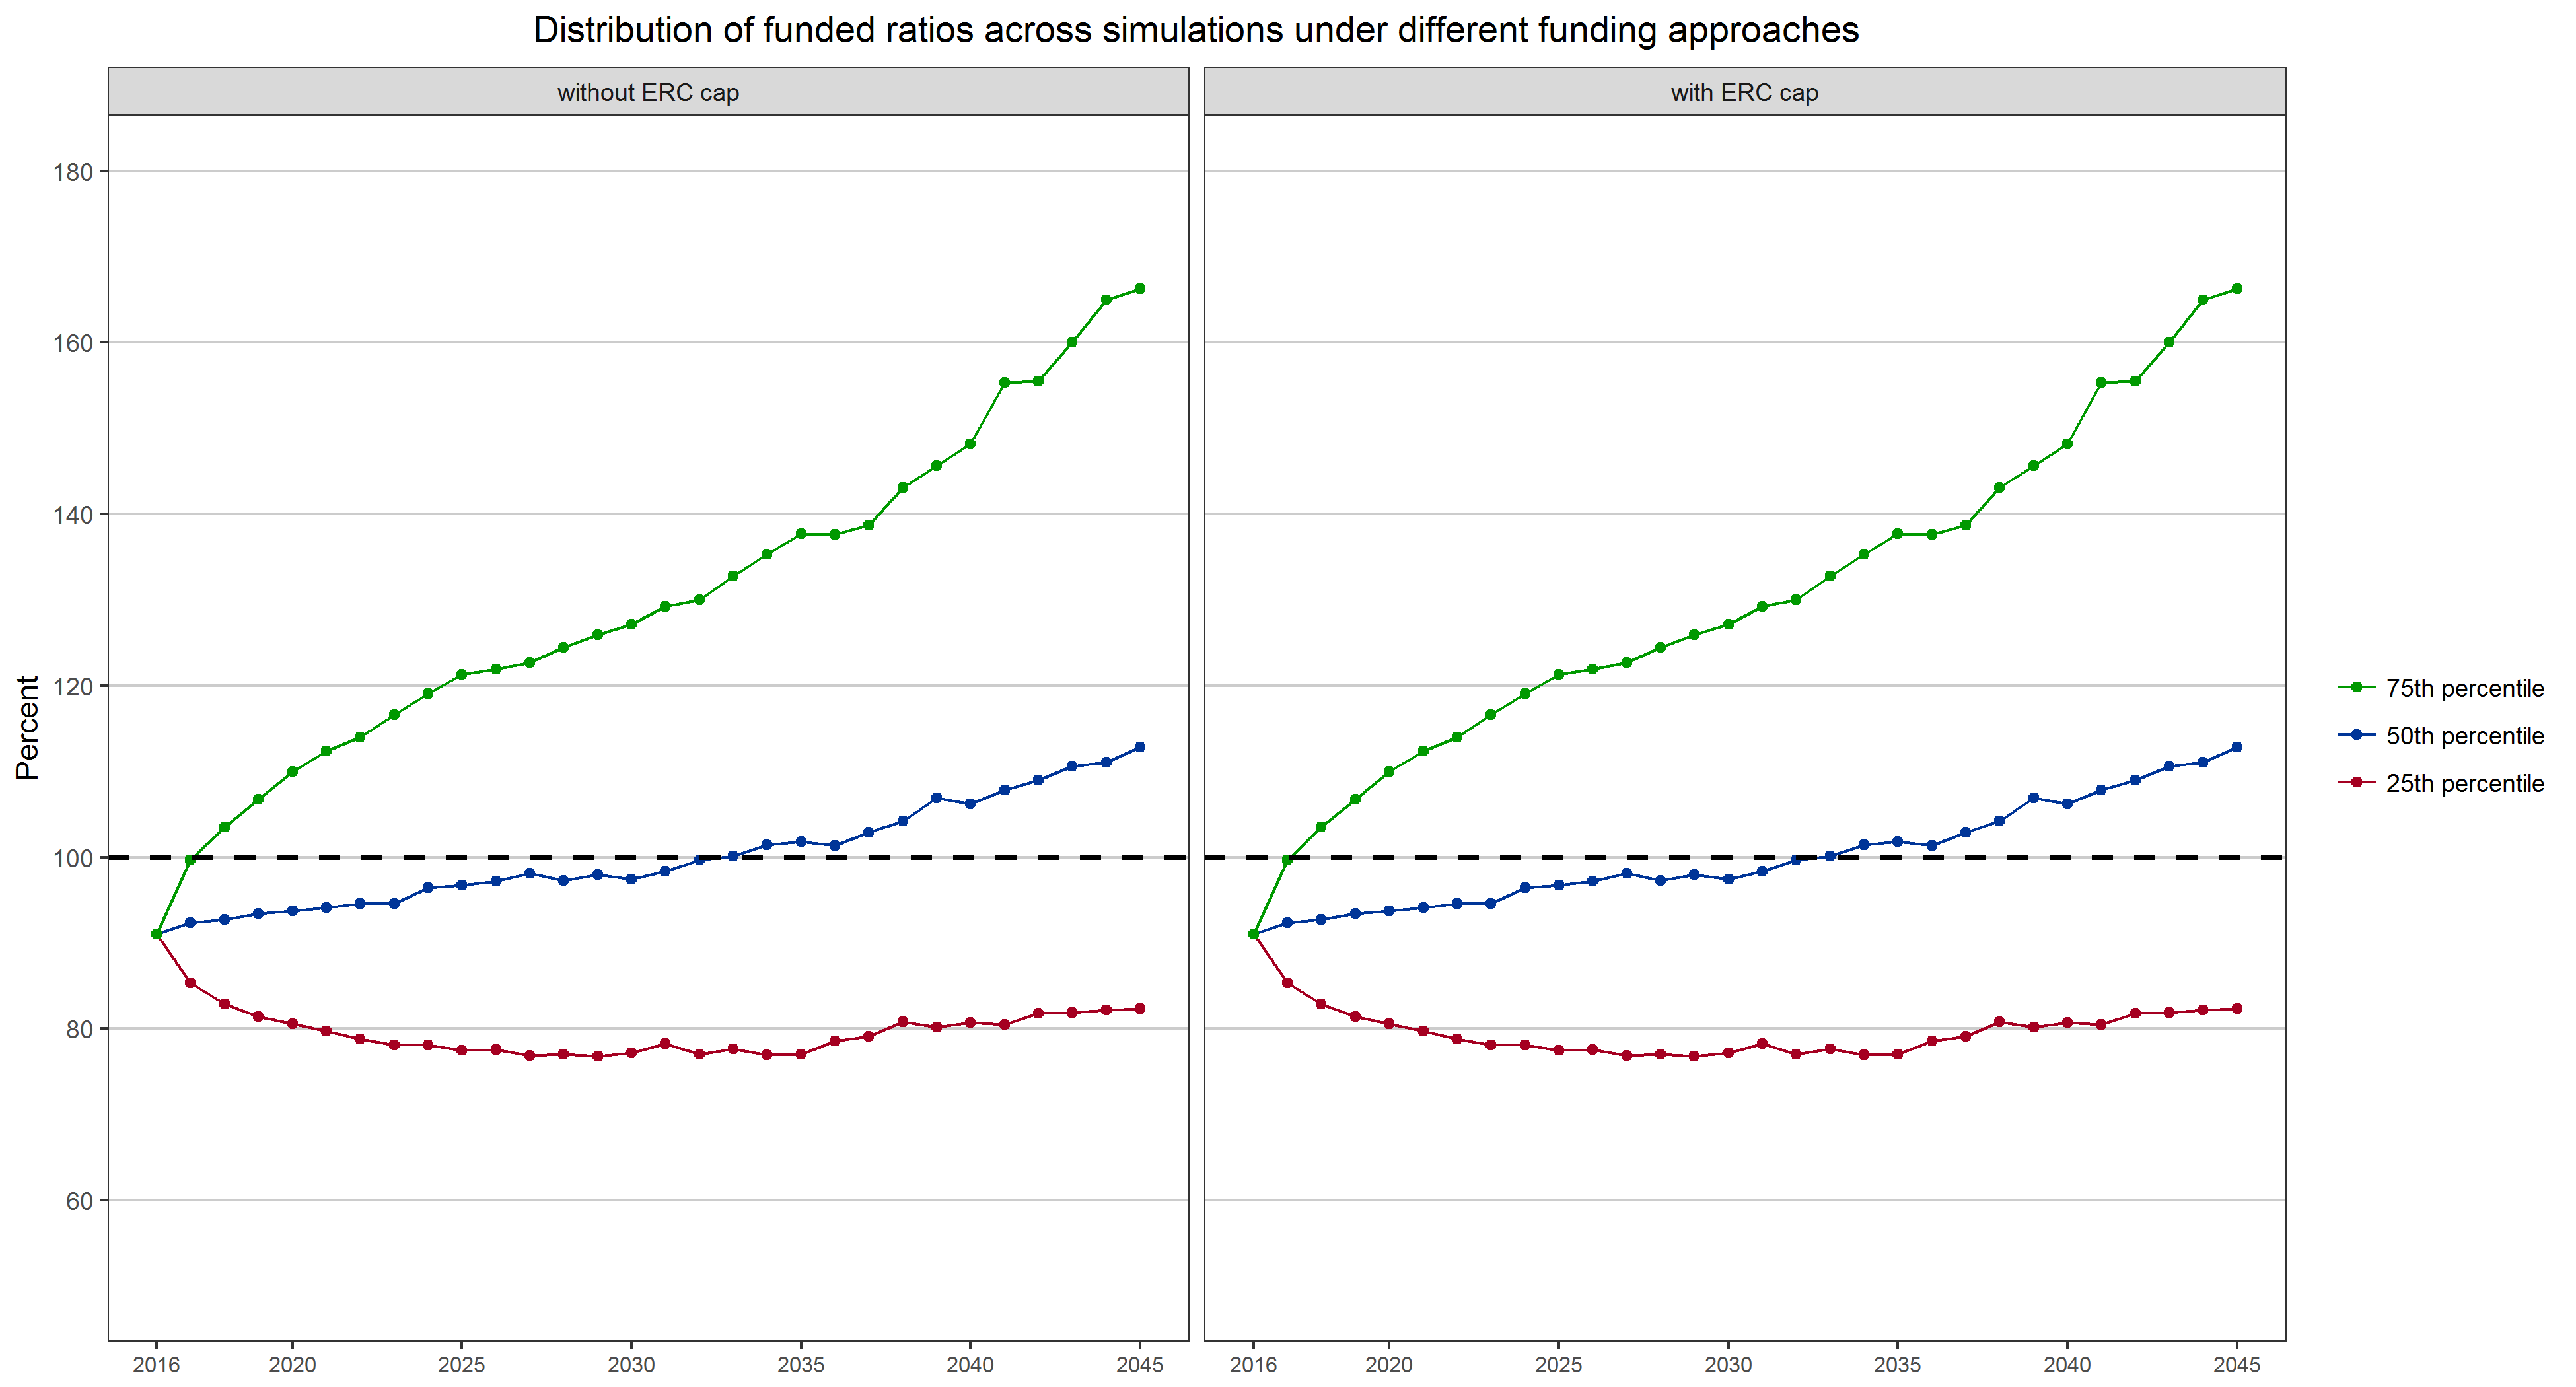 Distribution of funded ratios across simulations under different funding approaches
without ERC cap
with ERC cap
Percent
180
160
140
120
100
80
60
2016 2020 2025 2030 2035 2040 2045
2016 2020 2025 2030 2035 2040 2045
75th percentile
50th percentile
25th percentile